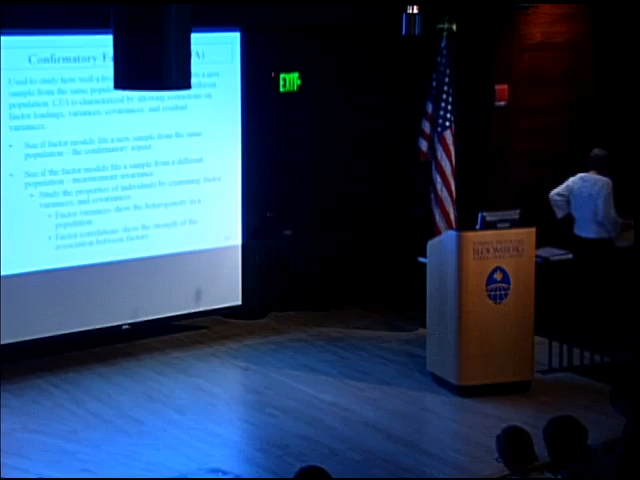 Confirmatory
Used to study how well a
sample from the same
population. CFA is characterized by allowing restrictions on
factor loadings, variances, covariances, and residual
variances.
See if factor models fits a new sample from the same
population – the confirmatory aspect
See if the factor models fits a sample from a different
population – measurement invariance
Study the properties of individuals by examining factor
variances, and covariances
Factor variances show the heterogeneity in a
population
Factor correlations show the strength of the
association between factors
EXIT
BLOOMBERG